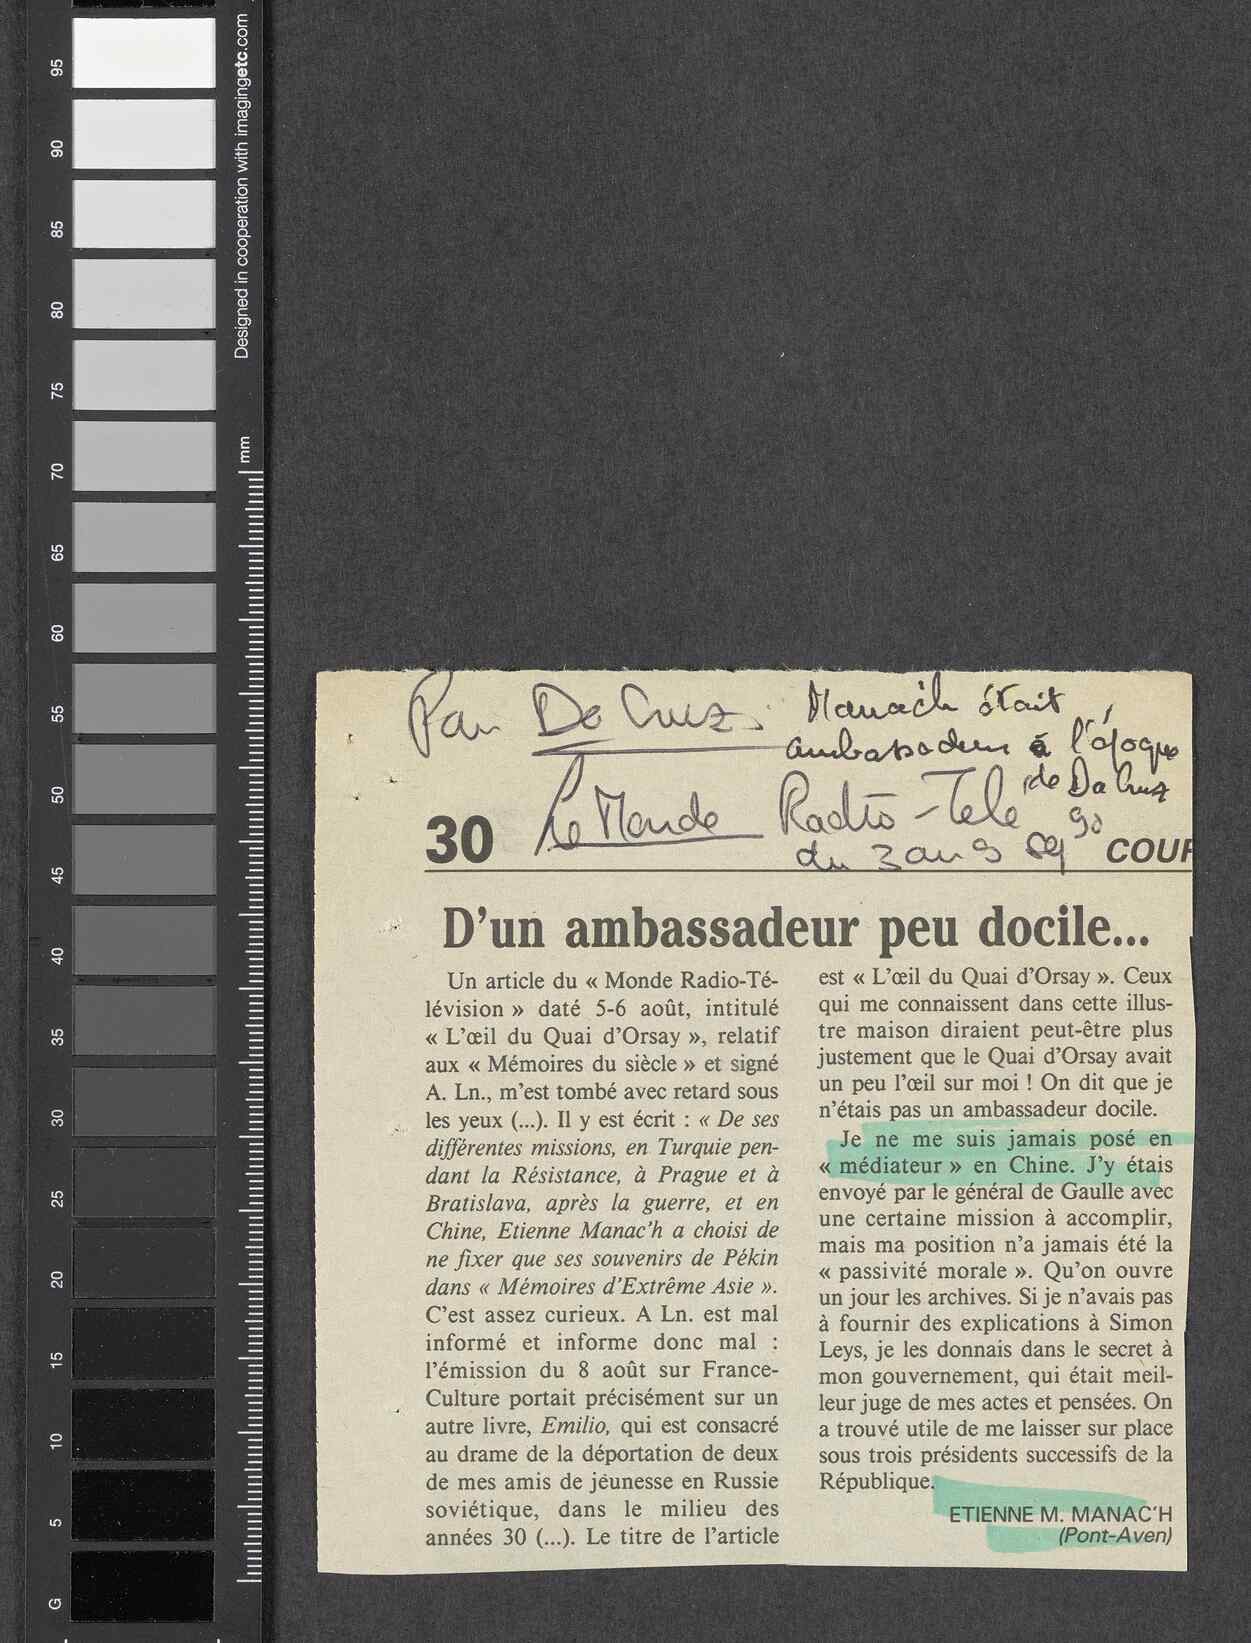 95
90
85
80
75
70
65
60
55
50
45
40
35
30
25
20
15
10
5
G
Designed in cooperation with imagingetc.com
mm
Pour Da Cruz. Manac'h était
ambassadeur à l'époque
de Da Cruz
Le Monde Radio-Télé
du 3 au 9 90
30
COUR
D'un ambassadeur peu docile...
Un article du « Monde Radio-Té-
lévision » daté 5-6 août, intitulé
« L'œil du Quai d'Orsay », relatif
aux « Mémoires du siècle » et signé
A. Ln., m'est tombé avec retard sous
les yeux (...). Il y est écrit : « De ses
différentes missions, en Turquie pen-
dant la Résistance, à Prague et à
Bratislava, après la guerre, et en
Chine, Etienne Manac'h a choisi de
ne fixer que ses souvenirs de Pékin
dans « Mémoires d'Extrême Asie ».
C'est assez curieux. A Ln. est mal
informé et informe donc mal :
l'émission du 8 août sur France-
Culture portait précisément sur un
autre livre, Emilio, qui est consacré
au drame de la déportation de deux
de mes amis de jeunesse en Russie
soviétique, dans le milieu des
années 30 (...). Le titre de l'article
est « L'œil du Quai d'Orsay ». Ceux
qui me connaissent dans cette illus-
tre maison diraient peut-être plus
justement que le Quai d'Orsay avait
un peu l'œil sur moi ! On dit que je
n'étais pas un ambassadeur docile.
Je ne me suis jamais posé en
« médiateur » en Chine. J'y étais
envoyé par le général de Gaulle avec
une certaine mission à accomplir,
mais ma position n'a jamais été la
« passivité morale ». Qu'on ouvre
un jour les archives. Si je n'avais pas
à fournir des explications à Simon
Leys, je les donnais dans le secret à
mon gouvernement, qui était meil-
leur juge de mes actes et pensées. On
a trouvé utile de me laisser sur place
sous trois présidents successifs de la
République.
ETIENNE M. MANAC'H
(Pont-Aven)